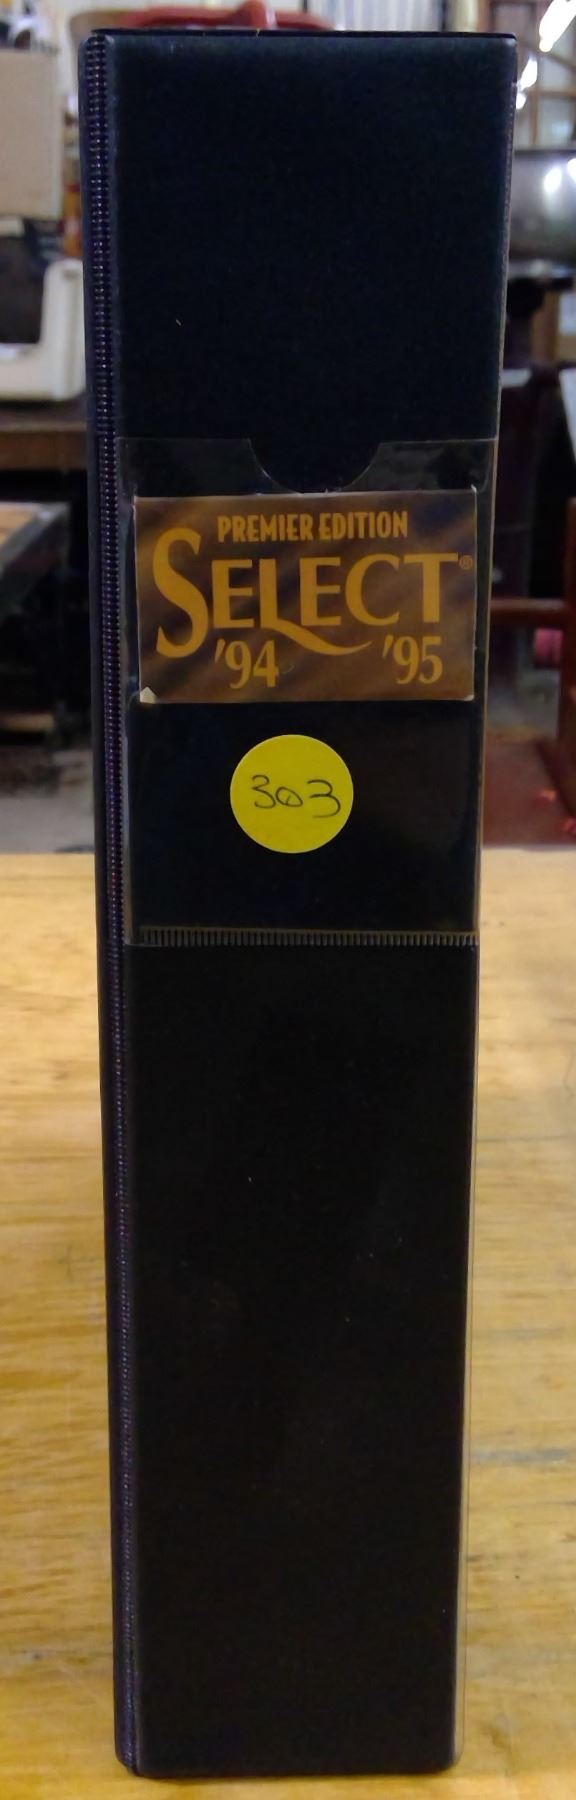 PREMIER EDITION
SELECT®
'94 '95
303